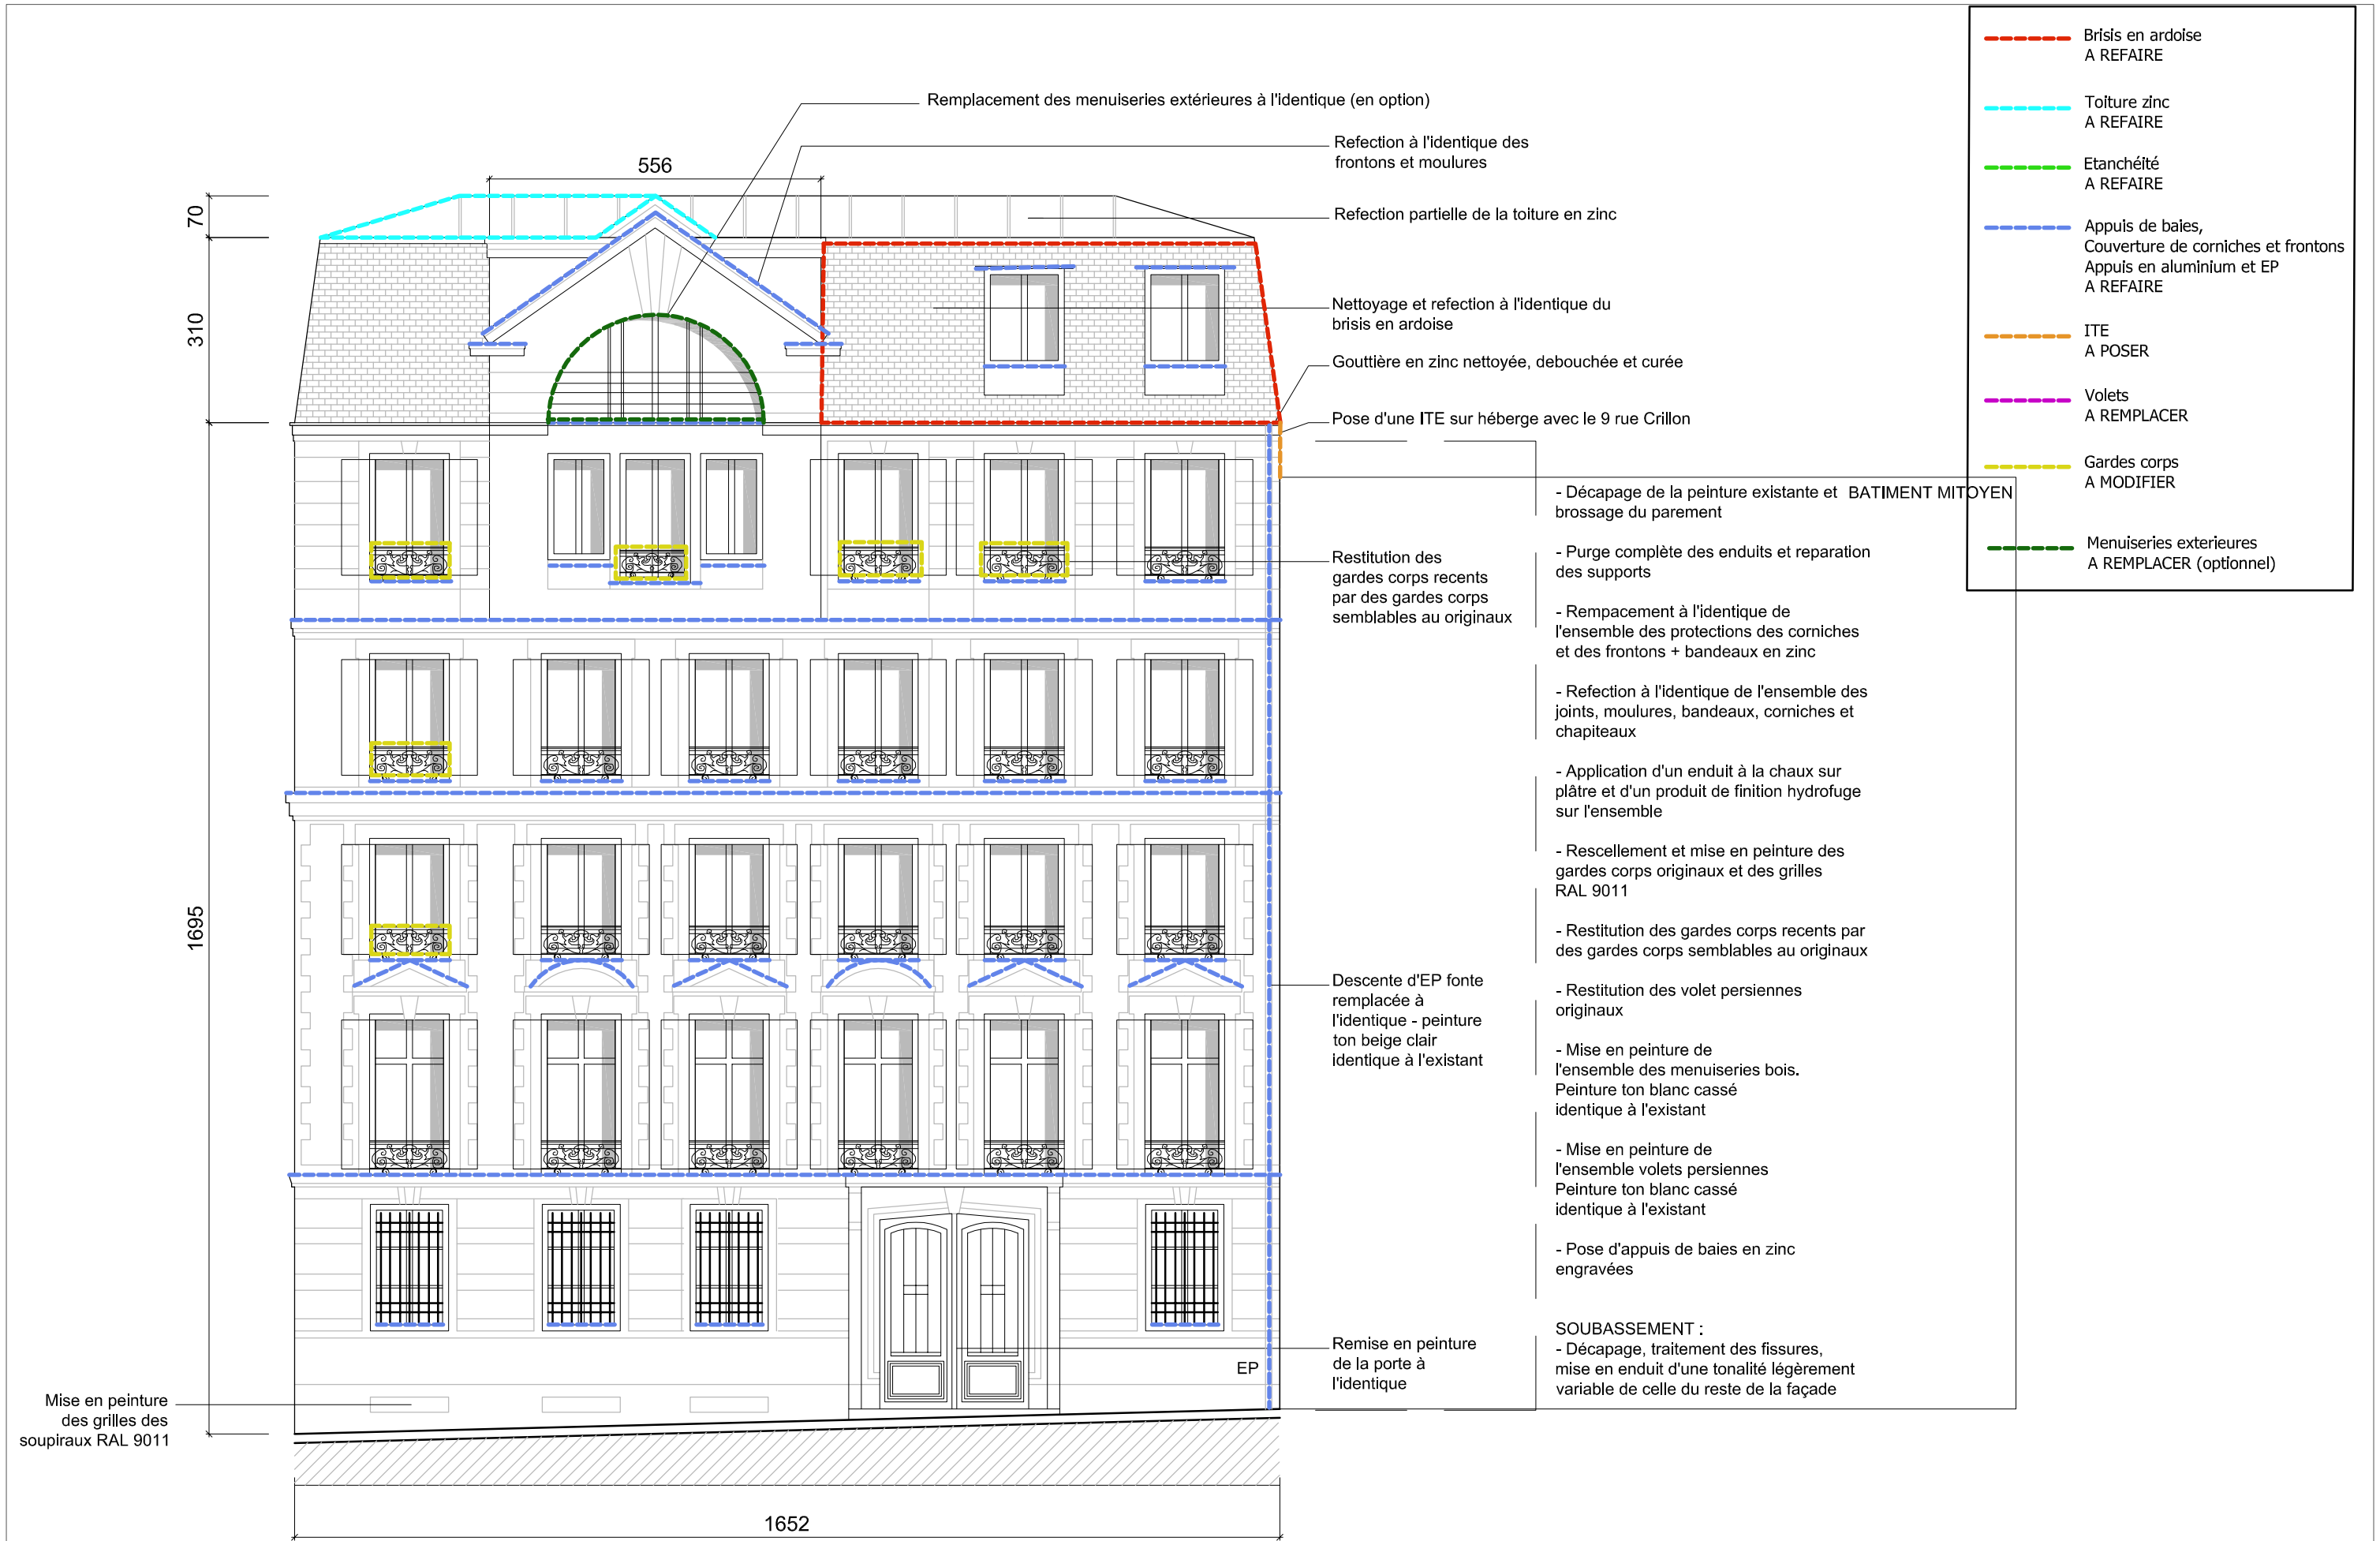 Remplacement des menuiseries extérieures à l'identique (en option)
Refection à l'identique des
frontons et moulures
556
70
Refection partielle de la toiture en zinc
310
Nettoyage et refection à l'identique du
brisis en ardoise
Gouttière en zinc nettoyée, debouchée et curée
Pose d'une ITE sur héberge avec le 9 rue Crillon
Restitution des
gardes corps recents
par des gardes corps
semblables au originaux
1695
Descente d'EP fonte
remplacée à
l'identique - peinture
ton beige clair
identique à l'existant
Remise en peinture
de la porte à
l'identique
EP
Mise en peinture
des grilles des
soupiraux RAL 9011
1652
- Décapage de la peinture existante et
brossage du parement
BATIMENT MITOYEN
- Purge complète des enduits et reparation
des supports
- Rempacement à l'identique de
l'ensemble des protections des corniches
et des frontons + bandeaux en zinc
- Refection à l'identique de l'ensemble des
joints, moulures, bandeaux, corniches et
chapiteaux
- Application d'un enduit à la chaux sur
plâtre et d'un produit de finition hydrofuge
sur l'ensemble
- Rescellement et mise en peinture des
gardes corps originaux et des grilles
RAL 9011
- Restitution des gardes corps recents par
des gardes corps semblables au originaux
- Restitution des volet persiennes
originaux
- Mise en peinture de
l'ensemble des menuiseries bois.
Peinture ton blanc cassé
identique à l'existant
- Mise en peinture de
l'ensemble volets persiennes
Peinture ton blanc cassé
identique à l'existant
- Pose d'appuis de baies en zinc
engravées
SOUBASSEMENT :
- Décapage, traitement des fissures,
mise en enduit d'une tonalité légèrement
variable de celle du reste de la façade
Brisis en ardoise
A REFAIRE
Toiture zinc
A REFAIRE
Etanchéité
A REFAIRE
Appuis de baies,
Couverture de corniches et frontons
Appuis en aluminium et EP
A REFAIRE
ITE
A POSER
Volets
A REMPLACER
Gardes corps
A MODIFIER
Menuiseries exterieures
A REMPLACER (optionnel)